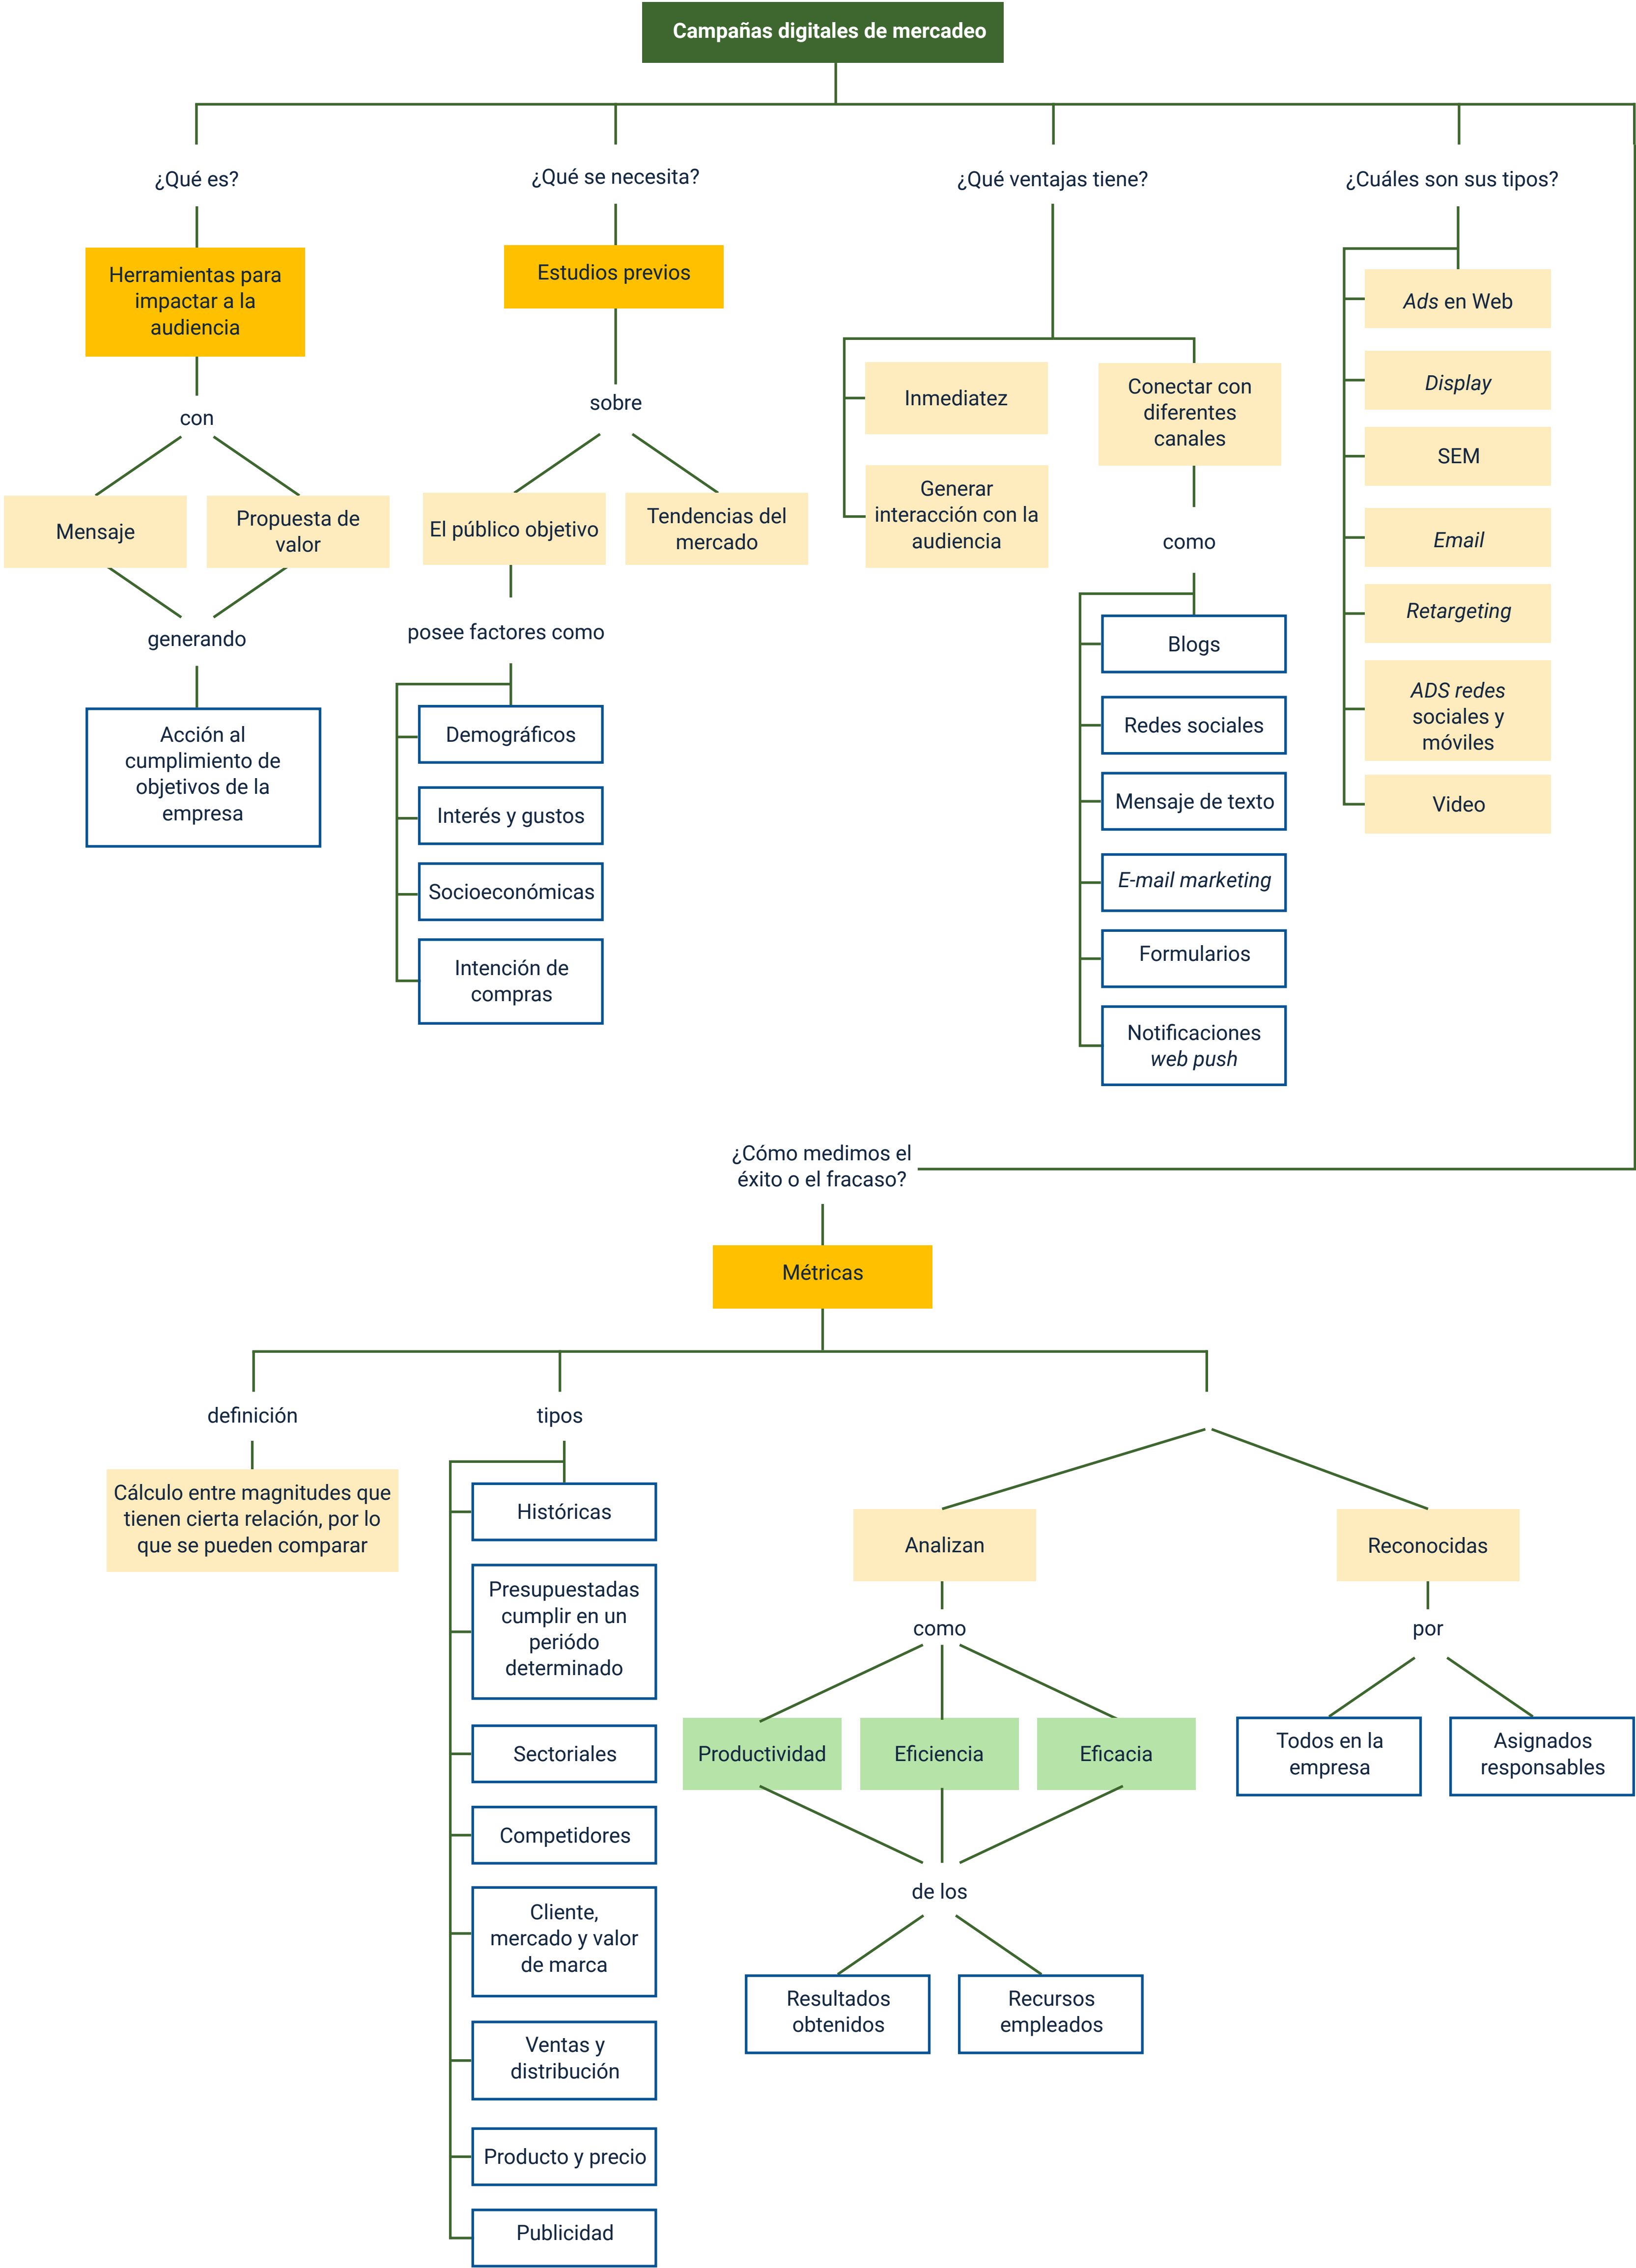 Campañas digitales de mercadeo
¿Qué es?
Herramientas para
impactar a la
audiencia
con
Mensaje
Propuesta de
valor
generando
Acción al
cumplimiento de
objetivos de la
empresa
¿Qué se necesita?
Estudios previos
sobre
El público objetivo
Tendencias del
mercado
posee factores como
Demográficos
Interés y gustos
Socioeconómicas
Intención de
compras
¿Qué ventajas tiene?
Inmediatez
Generar
interacción con la
audiencia
Conectar con
diferentes
canales
como
Blogs
Redes sociales
Mensaje de texto
E-mail marketing
Formularios
Notificaciones
web push
¿Cuáles son sus tipos?
Ads en Web
Display
SEM
Email
Retargeting
ADS redes
sociales y
móviles
Video
¿Cómo medimos el
éxito o el fracaso?
Métricas
definición
Cálculo entre magnitudes que
tienen cierta relación, por lo
que se pueden comparar
tipos
Históricas
Presupuestadas
cumplir en un
periódo
determinado
Sectoriales
Competidores
Cliente,
mercado y valor
de marca
Ventas y
distribución
Producto y precio
Publicidad
Analizan
como
Productividad
Eficiencia
Eficacia
de los
Resultados
obtenidos
Recursos
empleados
Reconocidas
por
Todos en la
empresa
Asignados
responsables